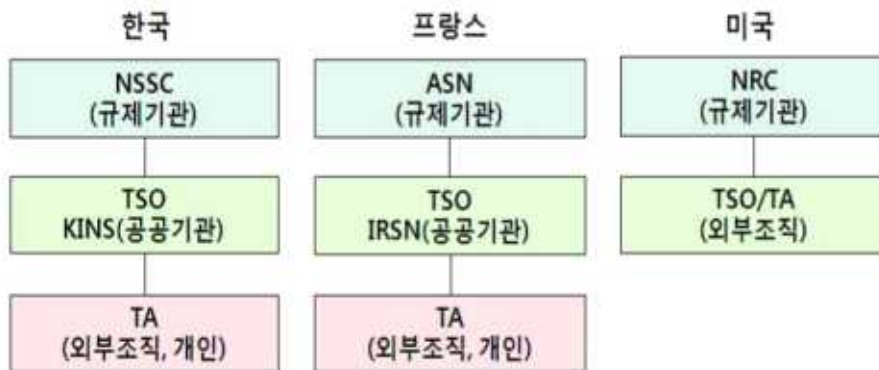 한국
프랑스
미국
NSSC
(규제기관)
ASN
(규제기관)
NRC
(규제기관)
TSO
KINS(공공기관)
TSO
IRSN(공공기관)
TSO/TA
(외부조직)
TA
(외부조직, 개인)
TA
(외부조직, 개인)